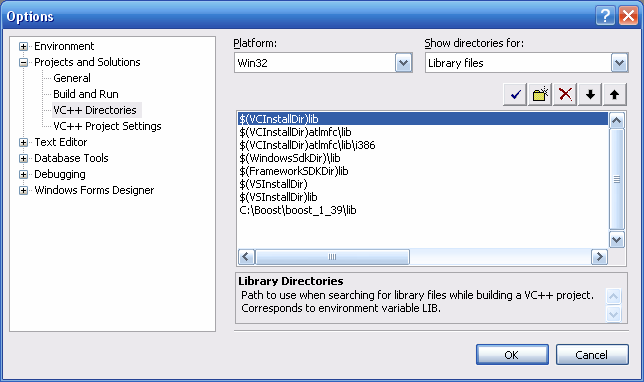 Options
Environment
Projects and Solutions
General
Build and Run
VC++ Directories
VC++ Project Settings
Text Editor
Database Tools
Debugging
Windows Forms Designer
Platform:
Win32
Show directories for:
Library files
$(VCInstallDir)lib
$(VCInstallDir)atlmfc\lib
$(VCInstallDir)atlmfc\lib\i386
$(WindowsSdkDir)\lib
$(FrameworkSDKDir)lib
$(VSInstallDir)
$(VSInstallDir)lib
C:\Boost\boost_1_39\lib
Library Directories
Path to use when searching for library files while building a VC++ project.
Corresponds to environment variable LIB.
OK
Cancel